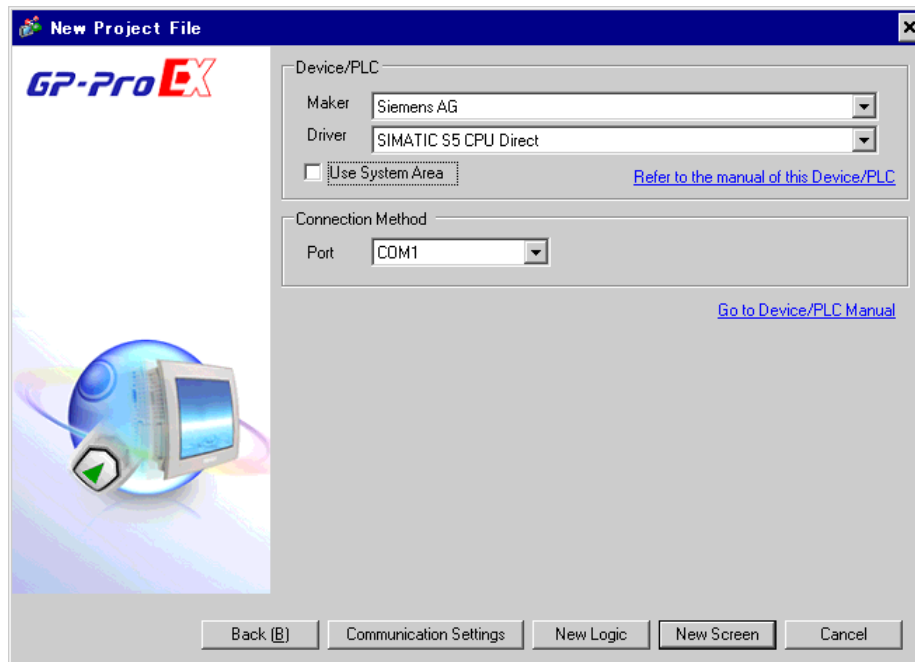 New Project File
GP-Pro EX
Device/PLC
Maker Siemens AG
Driver SIMATIC S5 CPU Direct
Use System Area Refer to the manual of this Device/PLC
Connection Method
Port COM1
Go to Device/PLC Manual
Back (B) Communication Settings New Logic New Screen Cancel